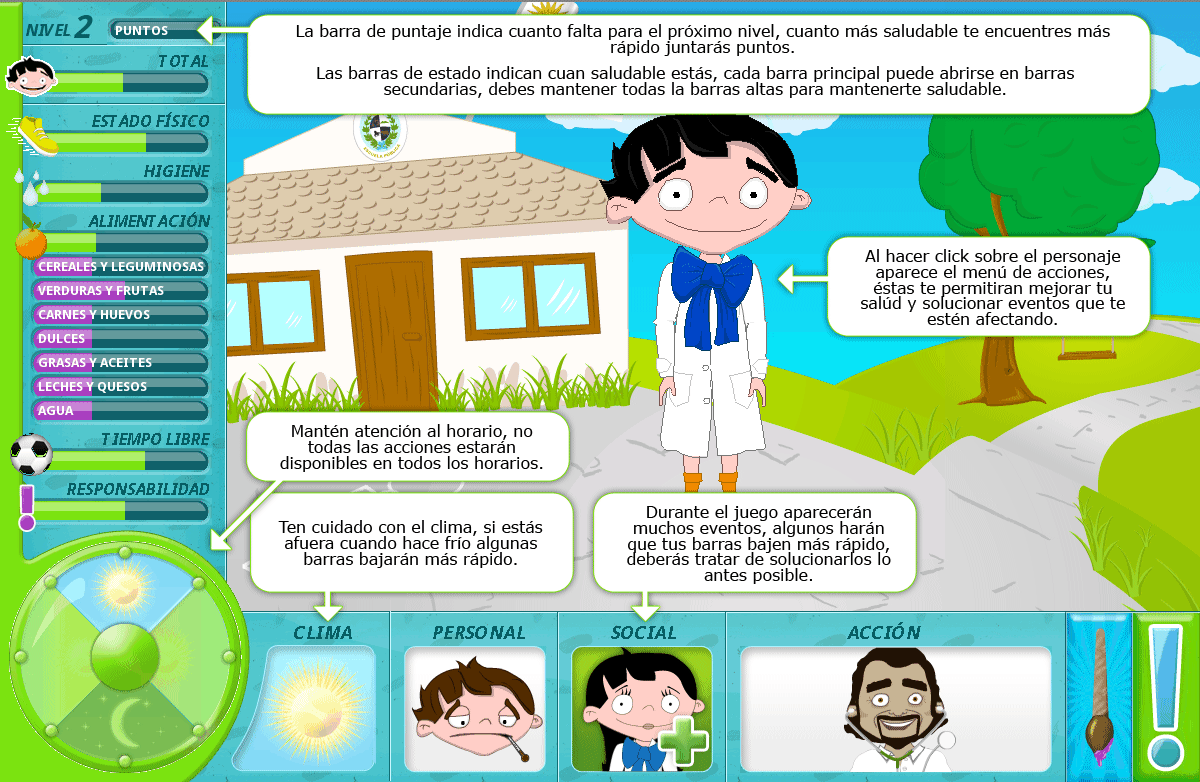 NIVEL 2
PUNTOS
TOTAL
ESTADO FÍSICO
HIGIENE
ALIMENTACIÓN
CEREALES Y LEGUMINOSAS
VERDURAS Y FRUTAS
CARNES Y HUEVOS
DULCES
GRASAS Y ACEITES
LECHES Y QUESOS
AGUA
TIEMPO LIBRE
RESPONSABILIDAD
La barra de puntaje indica cuanto falta para el próximo nivel, cuanto más saludable te encuentres más
rápido juntarás puntos.
Las barras de estado indican cuan saludable estás, cada barra principal puede abrirse en barras
secundarias, debes mantener todas la barras altas para mantenerte saludable.
ESCUELA PÚBLICA
Al hacer click sobre el personaje
aparece el menú de acciones,
éstas te permitiran mejorar tu
salúd y solucionar eventos que te
estén afectando.
Mantén atención al horario, no
todas las acciones estarán
disponibles en todos los horarios.
Ten cuidado con el clima, si estás
afuera cuando hace frío algunas
barras bajarán más rápido.
Durante el juego aparecerán
muchos eventos, algunos harán
que tus barras bajen más rápido,
deberás tratar de solucionarlos lo
antes posible.
CLIMA
PERSONAL
SOCIAL
ACCIÓN